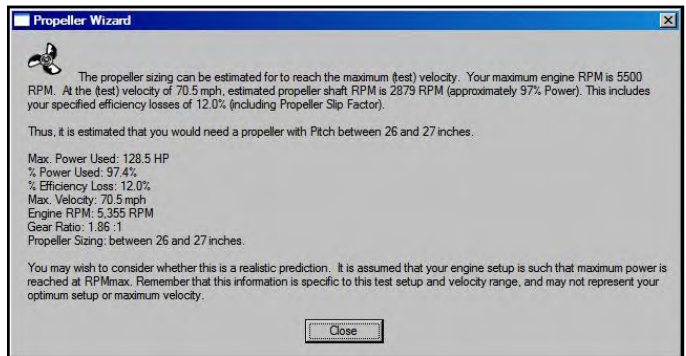 Propeller Wizard
The propeller sizing can be estimated for to reach the maximum (test) velocity. Your maximum engine RPM is 5500
RPM. At the (test) velocity of 70.5 mph, estimated propeller shaft RPM is 2879 RPM (approximately 97% Power). This includes
your specified efficiency losses of 12.0% (including Propeller Slip Factor).
Thus, it is estimated that you would need a propeller with Pitch between 26 and 27 inches.
Max. Power Used: 128.5 HP
% Power Used: 97.4%
% Efficiency Loss: 12.0%
Max. Velocity: 70.5 mph
Engine RPM: 5,355 RPM
Gear Ratio: 1.86 :1
Propeller Sizing: between 26 and 27 inches.
You may wish to consider whether this is a realistic prediction. It is assumed that your engine setup is such that maximum power is
reached at RPMmax. Remember that this information is specific to this test setup and velocity range, and may not represent your
optimum setup or maximum velocity.
Close